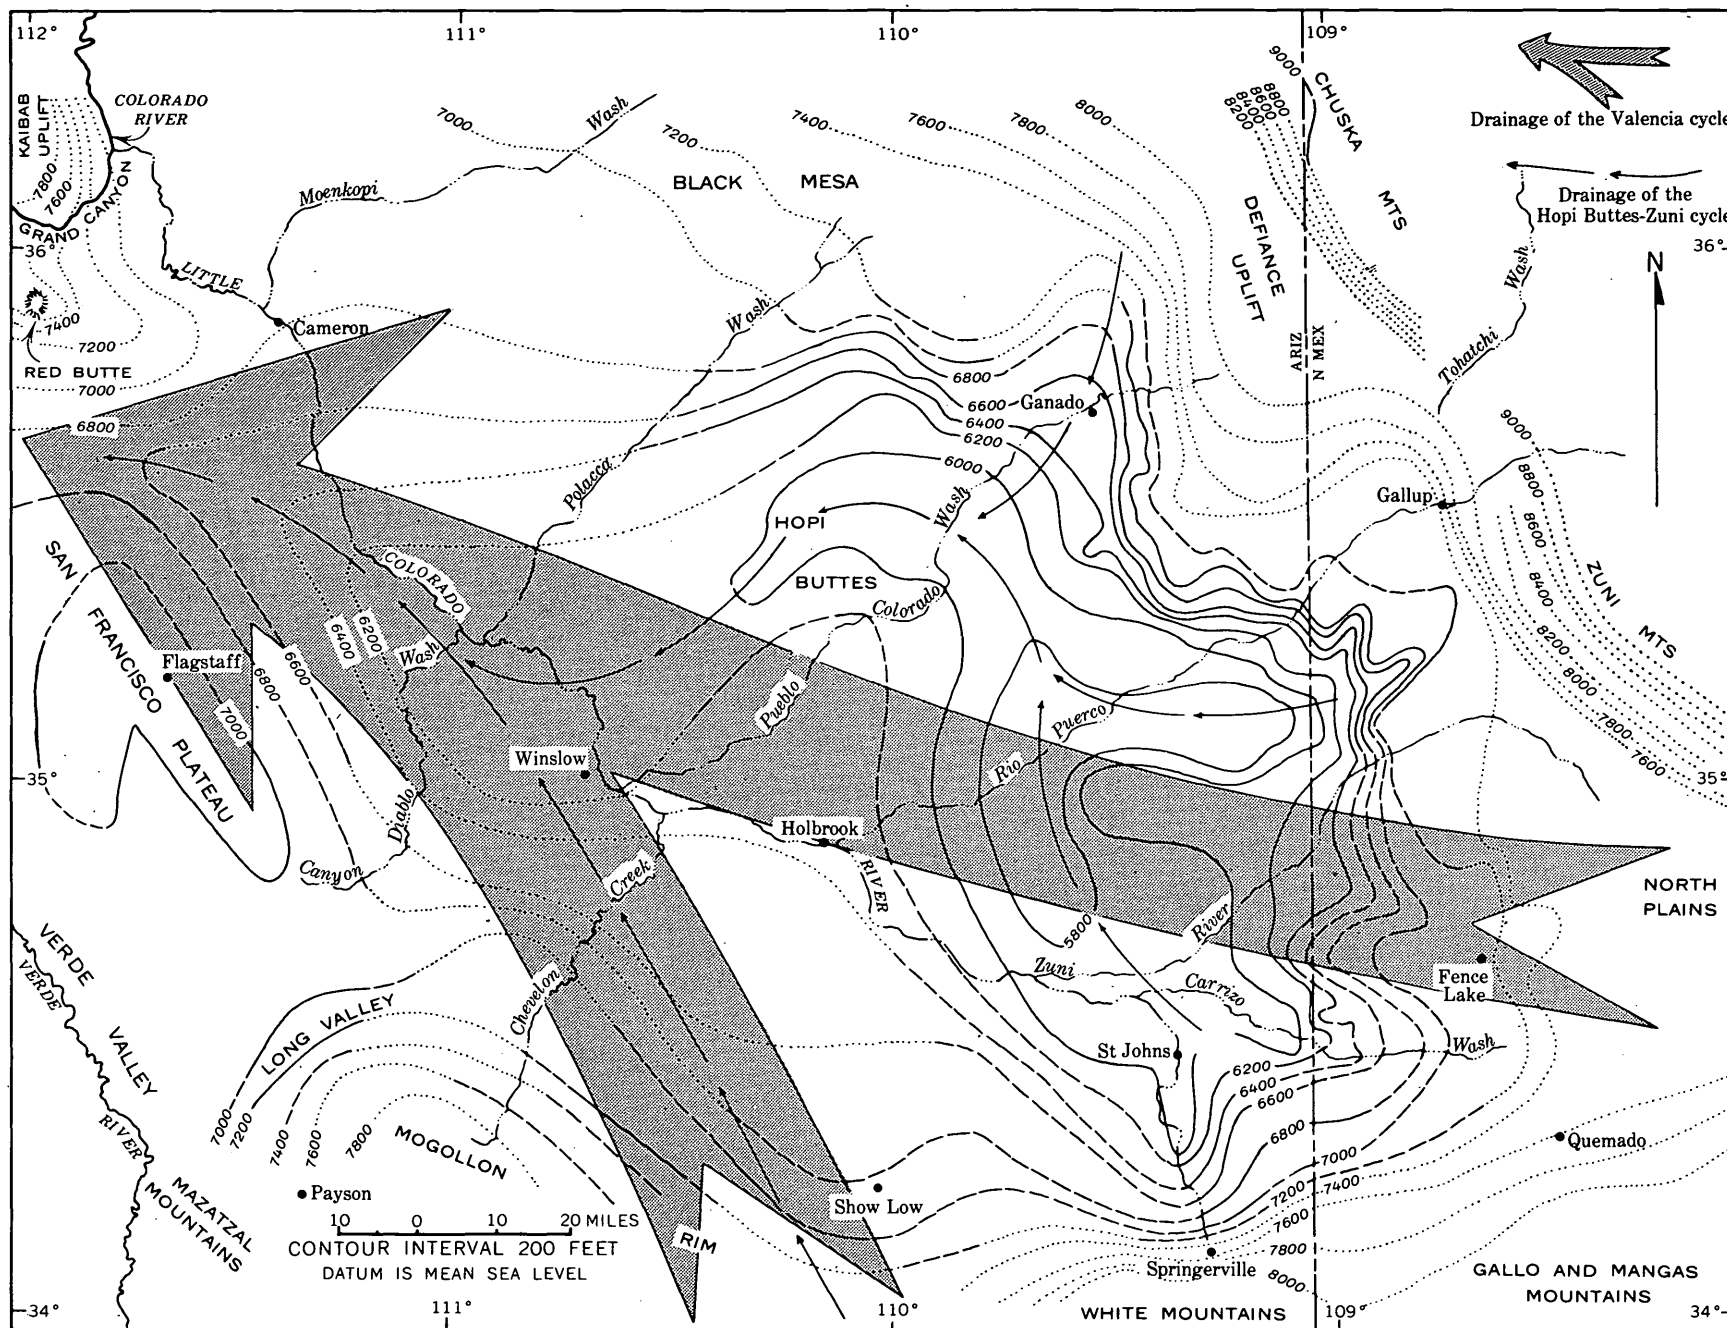 112°
111°
110°
109°
KAIBAB
UPLIFT
COLORADO
RIVER
7800
7600
GRAND CANYON
36°
7400
7200
RED BUTTE
7000
6800
LITTLE
Cameron
Moenkopi
Wash
7000
7200
7400
7600
7800
8000
BLACK MESA
9000
8800
8600
8400
8200
CHUSKA
MTS
DEFIANCE
UPLIFT
ARIZ
N MEX
Drainage of the Valencia cycle
Drainage of the
Hopi Buttes-Zuni cycle
36°
N
Wash
Tohatchi
Wash
Polacca
6800
6600
6400
6200
6000
Ganado
Wash
HOPI
BUTTES
Colorado
Pueblo
Gallup
9000
8800
8600
8400
8200
8000
7800
7600
ZUNI
MTS
35°
SAN
FRANCISCO
PLATEAU
Flagstaff
7000
6800
6600
6400
6200
COLORADO
Wash
Diablo
Canyon
Winslow
35°
Holbrook
RIVER
Rio
Puerco
Creek
Chevelon
5800
River
Zuni
Carrizo
Wash
NORTH
PLAINS
Fence
Lake
VERDE
VALLEY
VERDE
RIVER
LONG VALLEY
7000
7200
7400
7600
7800
MOGOLLON
RIM
MAZATZAL
MOUNTAINS
Payson
10 0 10 20 MILES
CONTOUR INTERVAL 200 FEET
DATUM IS MEAN SEA LEVEL
St Johns
6200
6400
6600
6800
7000
7200
7400
7600
7800
8000
Quemado
Show Low
Springerville
WHITE MOUNTAINS
GALLO AND MANGAS
MOUNTAINS
34°
111°
110°
109°
34°